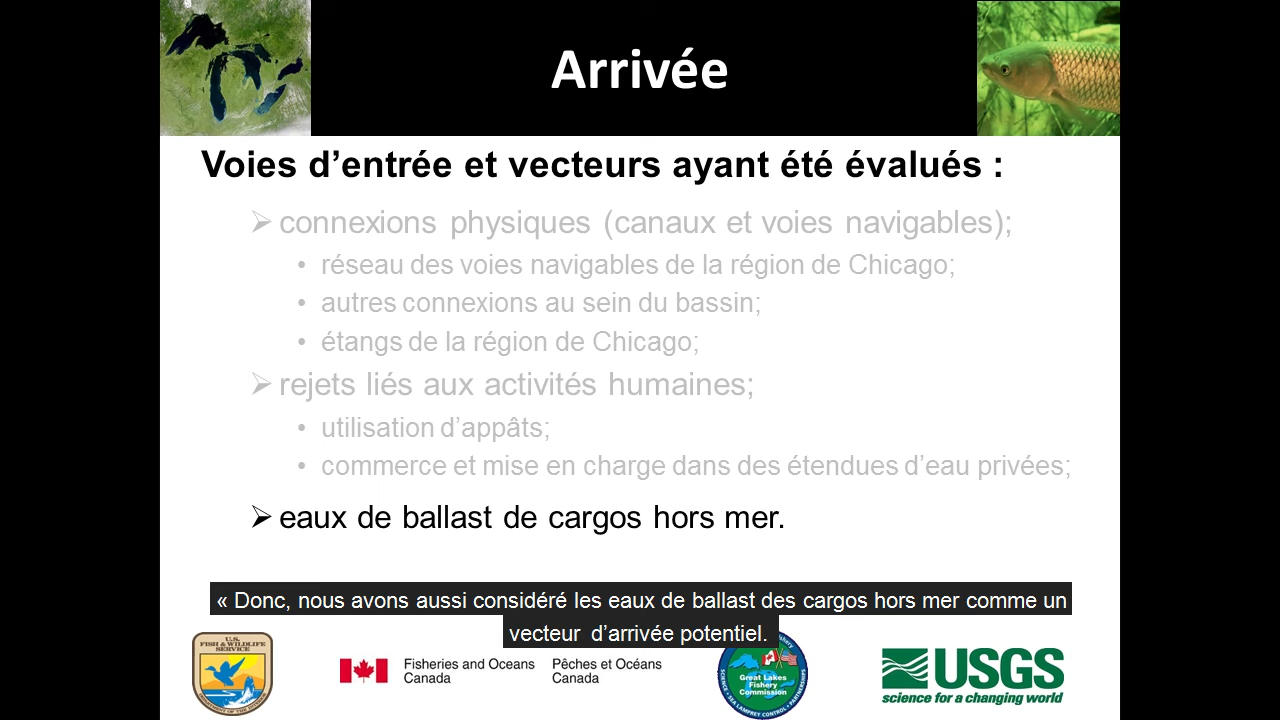 Arrivée
Voies d’entrée et vecteurs ayant été évalués :
connexions physiques (canaux et voies navigables);
réseau des voies navigables de la région de Chicago;
autres connexions au sein du bassin;
étangs de la région de Chicago;
rejets liés aux activités humaines;
utilisation d’appâts;
commerce et mise en charge dans des étendues d’eau privées;
eaux de ballast de cargos hors mer.
« Donc, nous avons aussi considéré les eaux de ballast des cargos hors mer comme un
vecteur d’arrivée potentiel.
U.S.
FISH & WILDLIFE
SERVICE
Fisheries and Oceans
Canada
Pêches et Océans
Canada
Great Lakes
Fishery
Commission
SCIENCE • SEA LAMPREY CONTROL • PARTNERSHIPS
USGS
science for a changing world